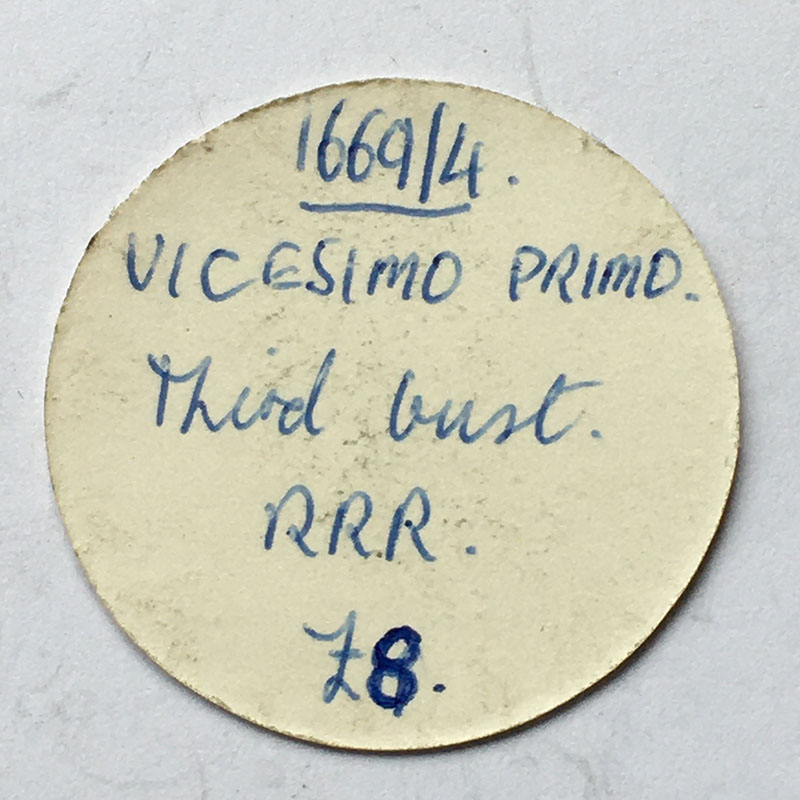 1669/4.
VICESIMO PRIMO.
Third bust.
RRR.
£8.